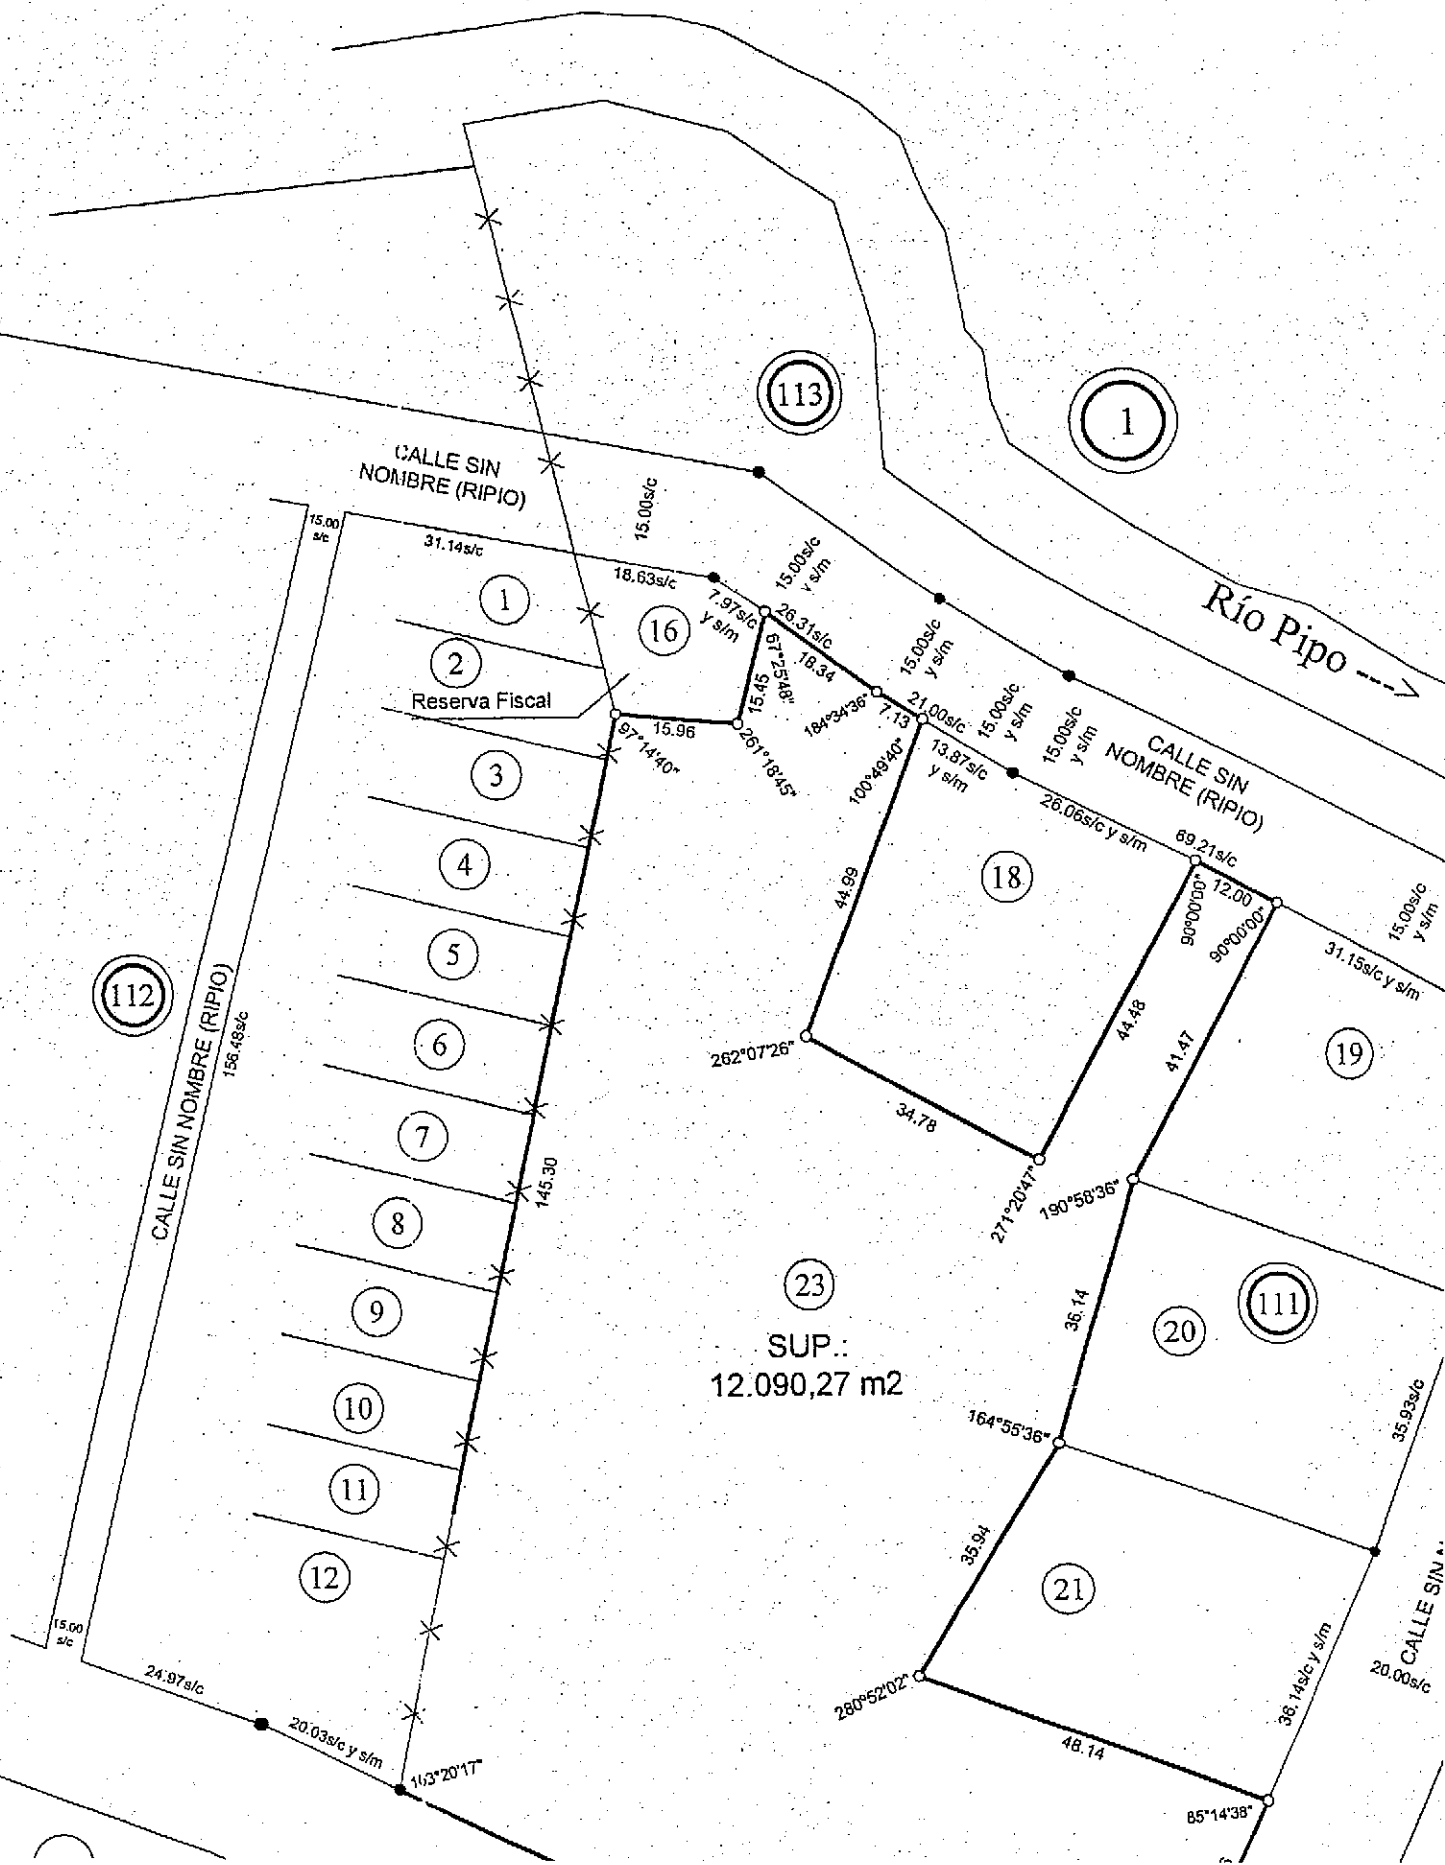 113
1
CALLE SIN
NOMBRE (RIPIO)
15.00
s/c
31.14s/c
15.00s/c
18.63s/c
7.97s/c
y s/m
15.00s/c
y s/m
26.31s/c
18.34
67°25'48"
15.45
15.00s/c
y s/m
Río Pipo
1
16
2
Reserva Fiscal
15.96
97°14'40"
261°18'45"
184°34'36"
7.13
21.00s/c
100°49'40"
13.87s/c
y s/m
15.00s/c
y s/m
15.00s/c
y s/m
CALLE SIN
NOMBRE (RIPIO)
26.06s/c y s/m
69.21s/c
12.00
90°00'00"
90°00'00"
15.00s/c
y s/m
31.15s/c y s/m
3
4
5
6
7
8
9
10
11
12
18
44.99
44.48
41.47
19
112
CALLE SIN NOMBRE (RIPIO)
156.48s/c
145.30
262°07'26"
34.78
271°20'47"
190°58'36"
23
SUP.:
12.090,27 m2
36.14
20
111
164°55'36"
35.93s/c
35.94
21
CALLE SIN
20.00s/c
36.14s/c y s/m
280°52'02"
48.14
85°14'38"
15.00
s/c
24.97s/c
20.03s/c y s/m
163°20'17"